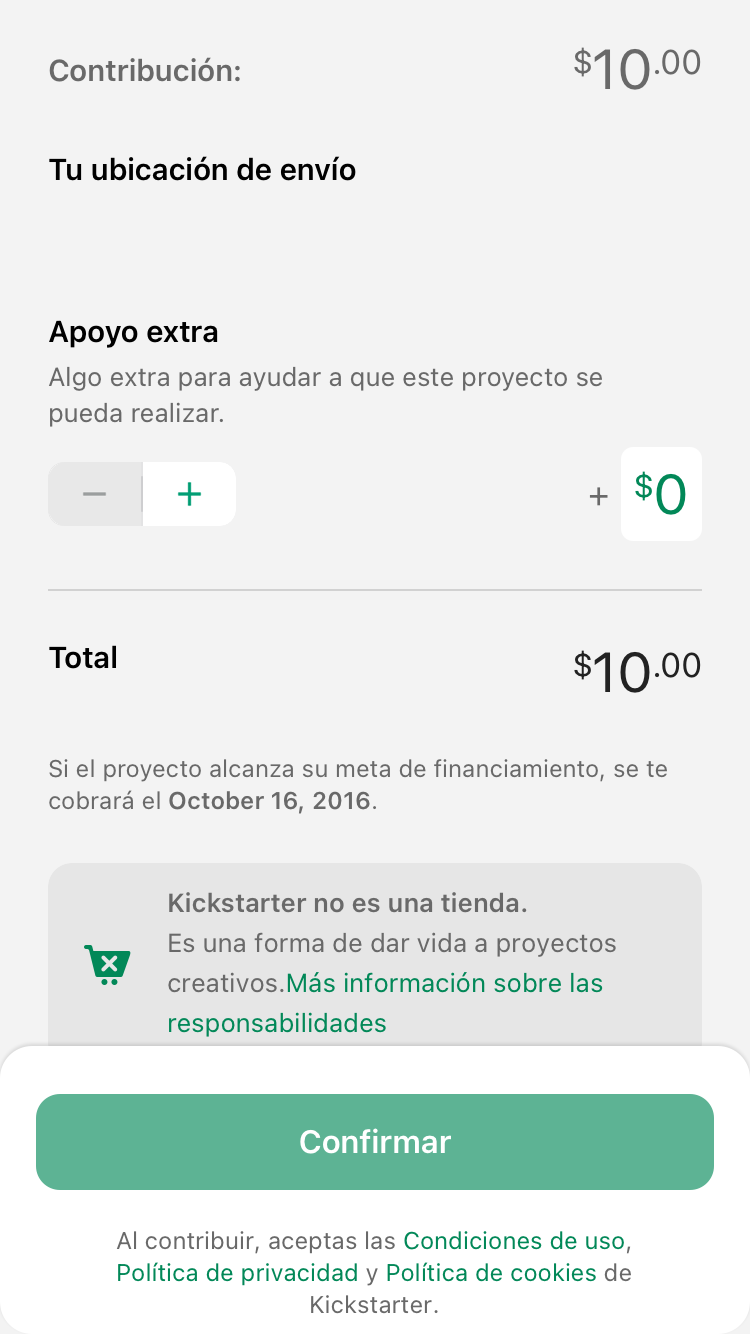 Contribución: $10.00
Tu ubicación de envío
Apoyo extra
Algo extra para ayudar a que este proyecto se
pueda realizar.
− + + $0
Total $10.00
Si el proyecto alcanza su meta de financiamiento, se te
cobrará el October 16, 2016.
Kickstarter no es una tienda.
Es una forma de dar vida a proyectos
creativos.Más información sobre las
responsabilidades
Confirmar
Al contribuir, aceptas las Condiciones de uso,
Política de privacidad y Política de cookies de
Kickstarter.